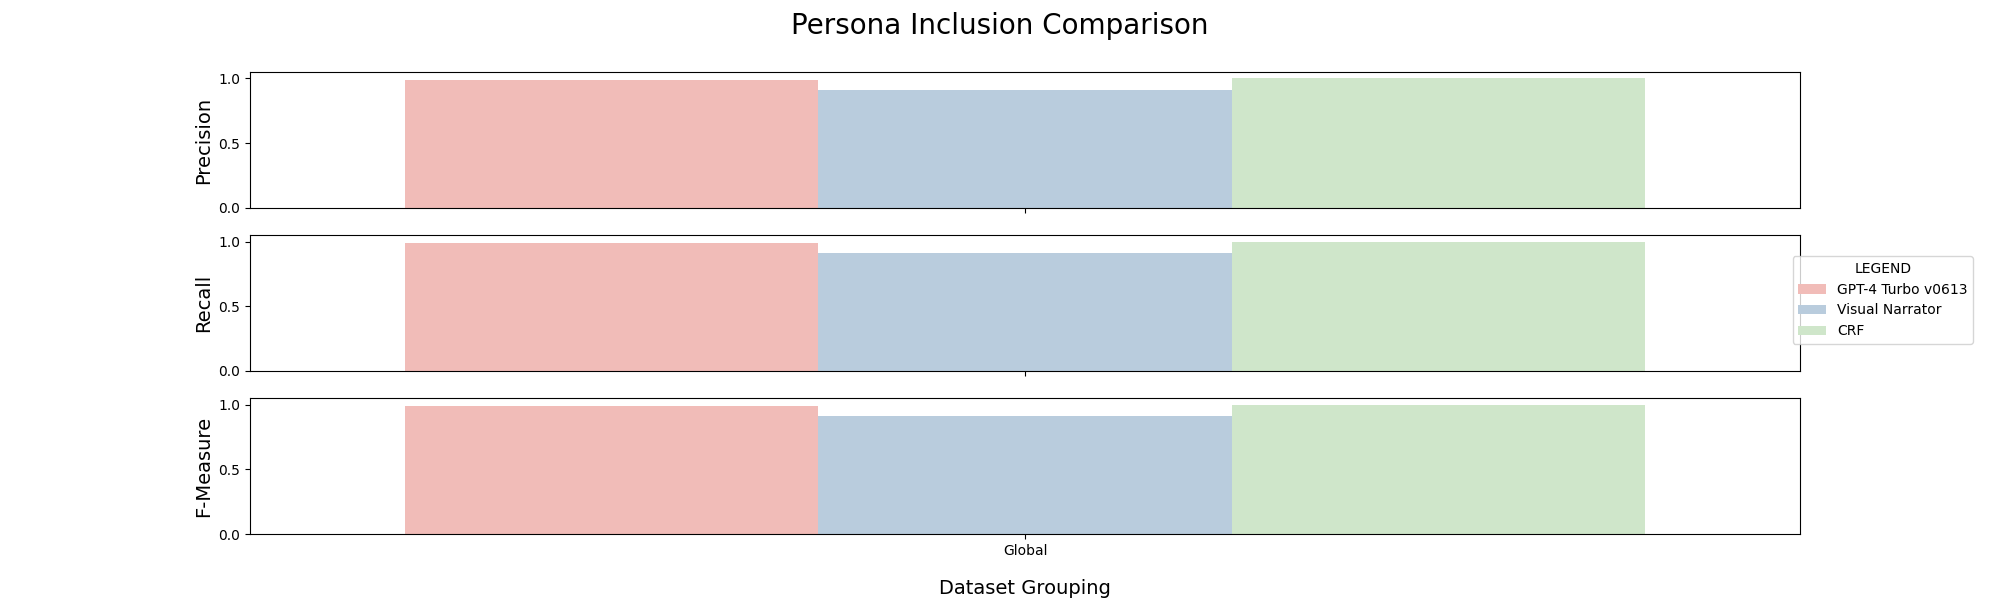 Persona Inclusion Comparison
Precision
1.0
0.5
0.0
Recall
1.0
0.5
0.0
F-Measure
1.0
0.5
0.0
Global
Dataset Grouping
LEGEND
GPT-4 Turbo v0613
Visual Narrator
CRF